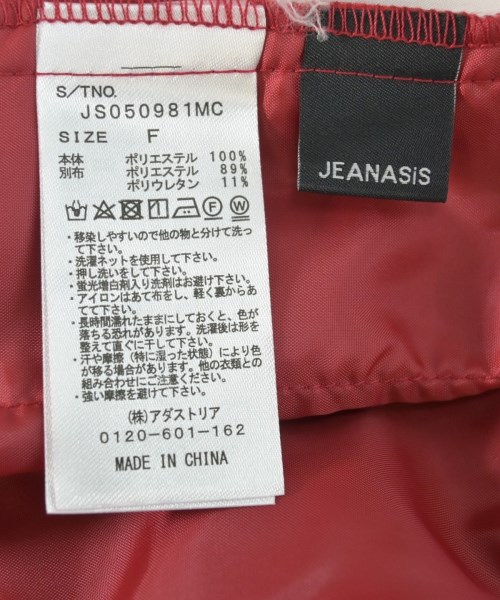 S/TNO.
JS050981MC
SIZE F
本体 ポリエステル 100%
別布 ポリエステル 89%
ポリウレタン 11%
・移染しやすいので他の物と分けて洗っ
て下さい。
・洗濯ネットを使用して下さい。
・押し洗いをして下さい。
・蛍光増白剤入り洗剤はお避け下さい。
・アイロンはあて布をし、軽く裏からあ
てて下さい。
・長時間濡れたままにしておくと、色が
落ちる恐れがあります。洗濯後は形を
整えて直ぐに干して下さい。
・汗や摩擦（特に湿った状態）により色
が移る場合があります。他の衣類との
組み合わせにご注意ください。
・強い摩擦を避けて下さい。
(株)アダストリア
0120-601-162
MADE IN CHINA
JEANASiS